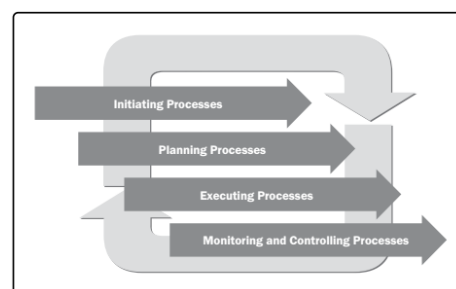 Initiating Processes
Planning Processes
Executing Processes
Monitoring and Controlling Processes